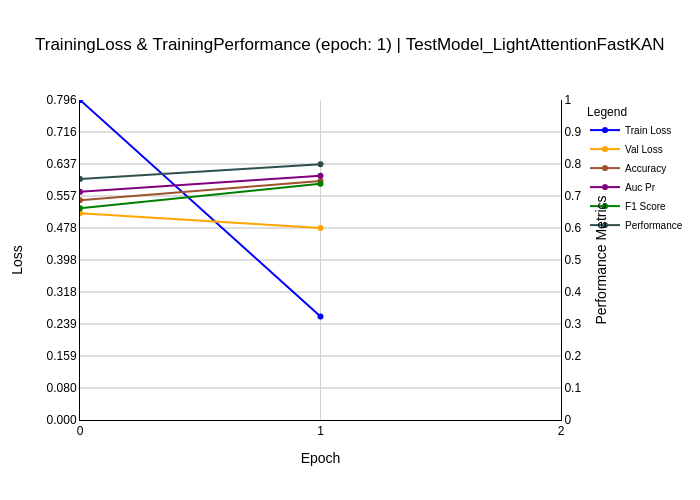 TrainingLoss & TrainingPerformance (epoch: 1) | TestModel_LightAttentionFastKAN
0.796
0.716
0.637
0.557
0.478
0.398
0.318
0.239
0.159
0.080
0.000
Loss
0
1
2
Epoch
1
0.9
0.8
0.7
0.6
0.5
0.4
0.3
0.2
0.1
0
Performance Metrics
Legend
Train Loss
Val Loss
Accuracy
Auc Pr
F1 Score
Performance